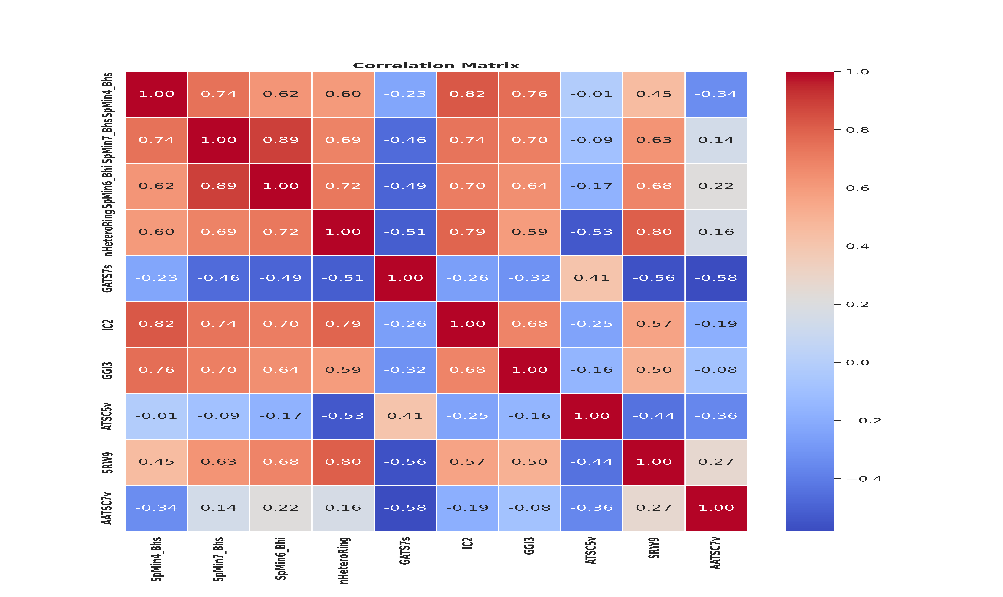 Correlation Matrix
SpMin4_Bhs 1.00 0.74 0.62 0.60 -0.23 0.82 0.76 -0.01 0.45 -0.34
SpMin7_Bhs 0.74 1.00 0.89 0.69 -0.46 0.74 0.70 -0.09 0.63 0.14
SpMin6_Bhi 0.62 0.89 1.00 0.72 -0.49 0.70 0.64 -0.17 0.68 0.22
nHeteroRing 0.60 0.69 0.72 1.00 -0.51 0.79 0.59 -0.53 0.80 0.16
GATS7s -0.23 -0.46 -0.49 -0.51 1.00 -0.26 -0.32 0.41 -0.56 -0.58
IC2 0.82 0.74 0.70 0.79 -0.26 1.00 0.68 -0.25 0.57 -0.19
GGI3 0.76 0.70 0.64 0.59 -0.32 0.68 1.00 -0.16 0.50 -0.08
ATSC5v -0.01 -0.09 -0.17 -0.53 0.41 -0.25 -0.16 1.00 -0.44 -0.36
SRW9 0.45 0.63 0.68 0.80 -0.56 0.57 0.50 -0.44 1.00 0.27
AATSC7v -0.34 0.14 0.22 0.16 -0.58 -0.19 -0.08 -0.36 0.27 1.00
SpMin4_Bhs SpMin7_Bhs SpMin6_Bhi nHeteroRing GATS7s IC2 GGI3 ATSC5v SRW9 AATSC7v
1.0
0.8
0.6
0.4
0.2
0.0
-0.2
-0.4